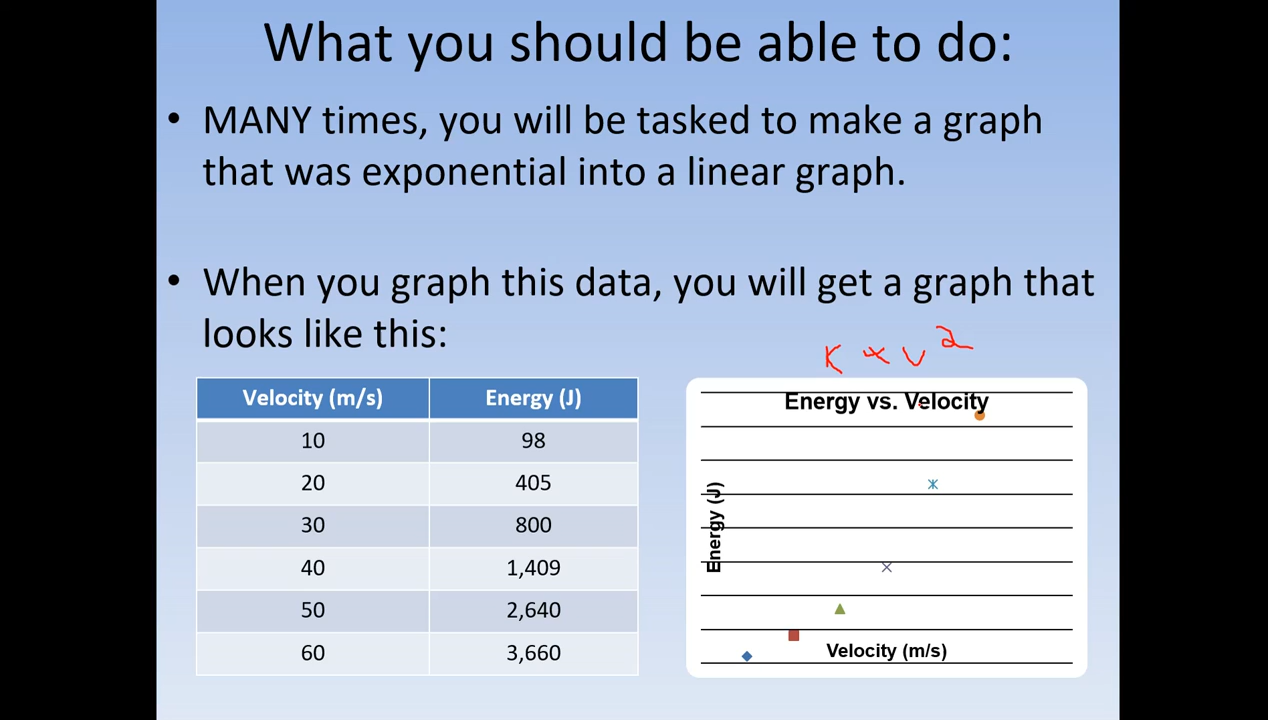 What you should be able to do:
• MANY times, you will be tasked to make a graph
that was exponential into a linear graph.
• When you graph this data, you will get a graph that
looks like this:
K ∝ v²
Velocity (m/s) Energy (J)
10 98
20 405
30 800
40 1,409
50 2,640
60 3,660
Energy vs. Velocity
Energy (J)
Velocity (m/s)